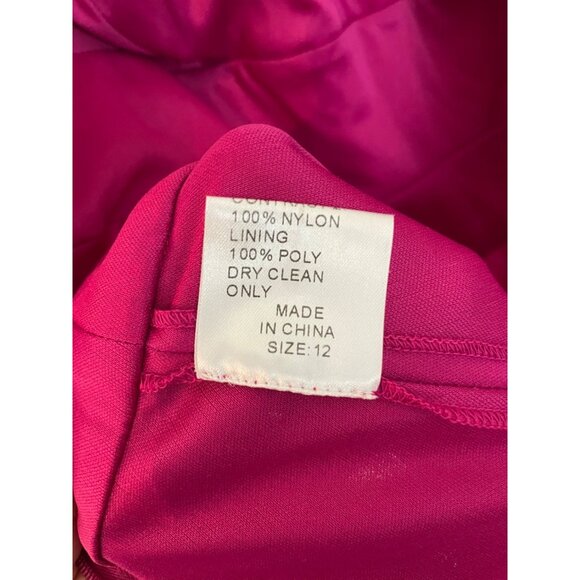 100% NYLON
LINING
100% POLY
DRY CLEAN
ONLY
MADE
IN CHINA
SIZE: 12